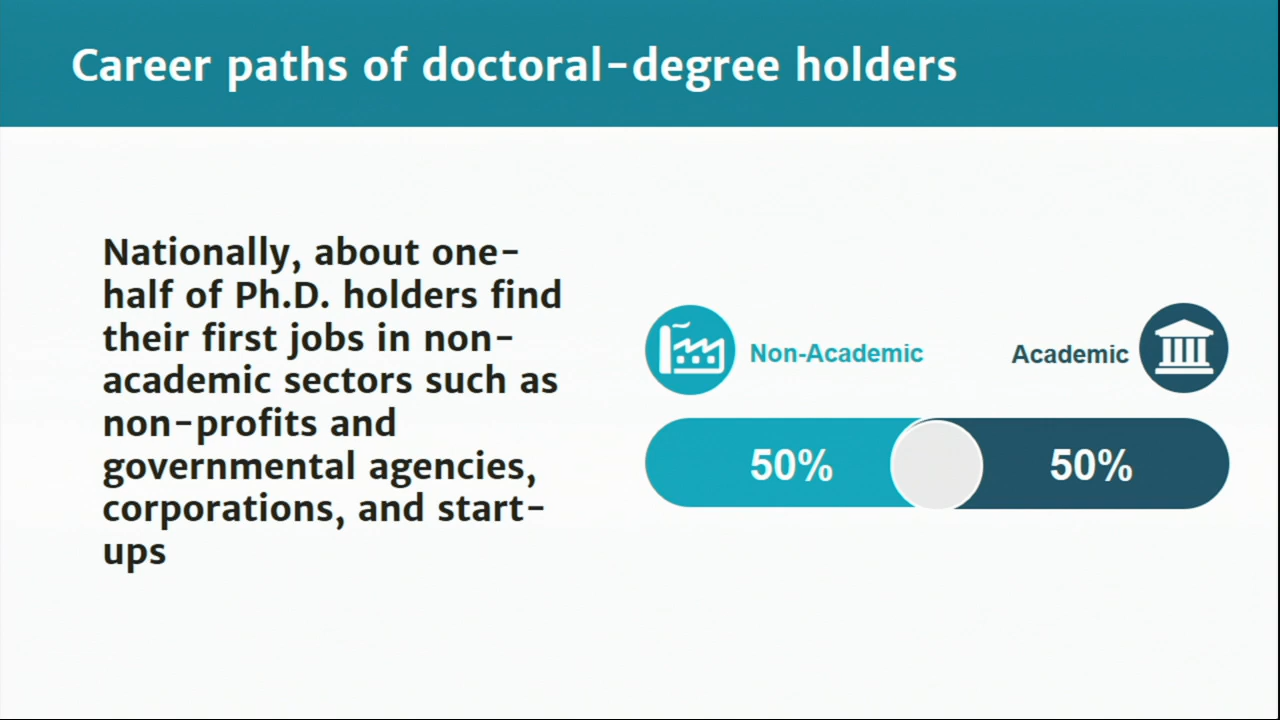 Career paths of doctoral-degree holders
Nationally, about one-
half of Ph.D. holders find
their first jobs in non-
academic sectors such as
non-profits and
governmental agencies,
corporations, and start-
ups
Non-Academic
Academic
50%
50%